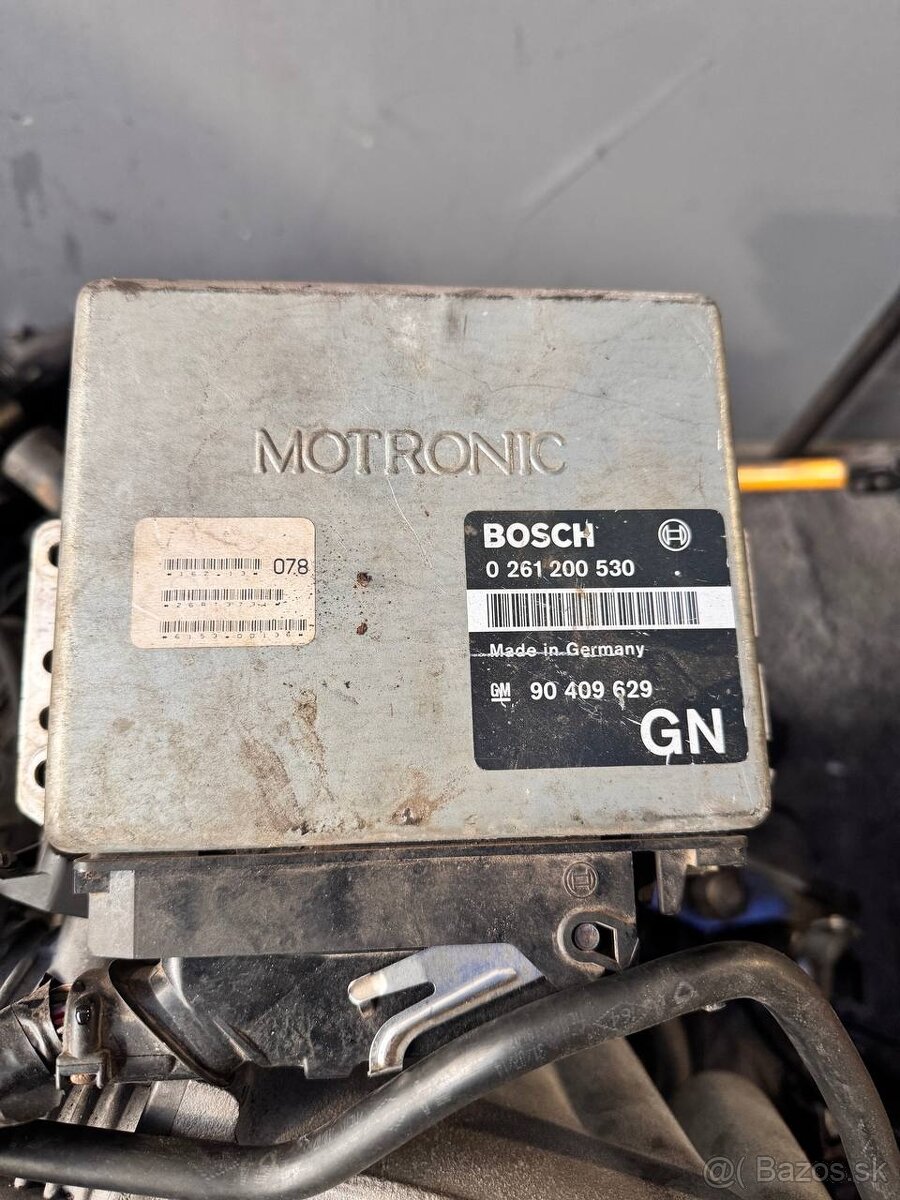 MOTRONIC
078
BOSCH
0 261 200 530
Made in Germany
GM 90 409 629
GN
@( Bazos.sk